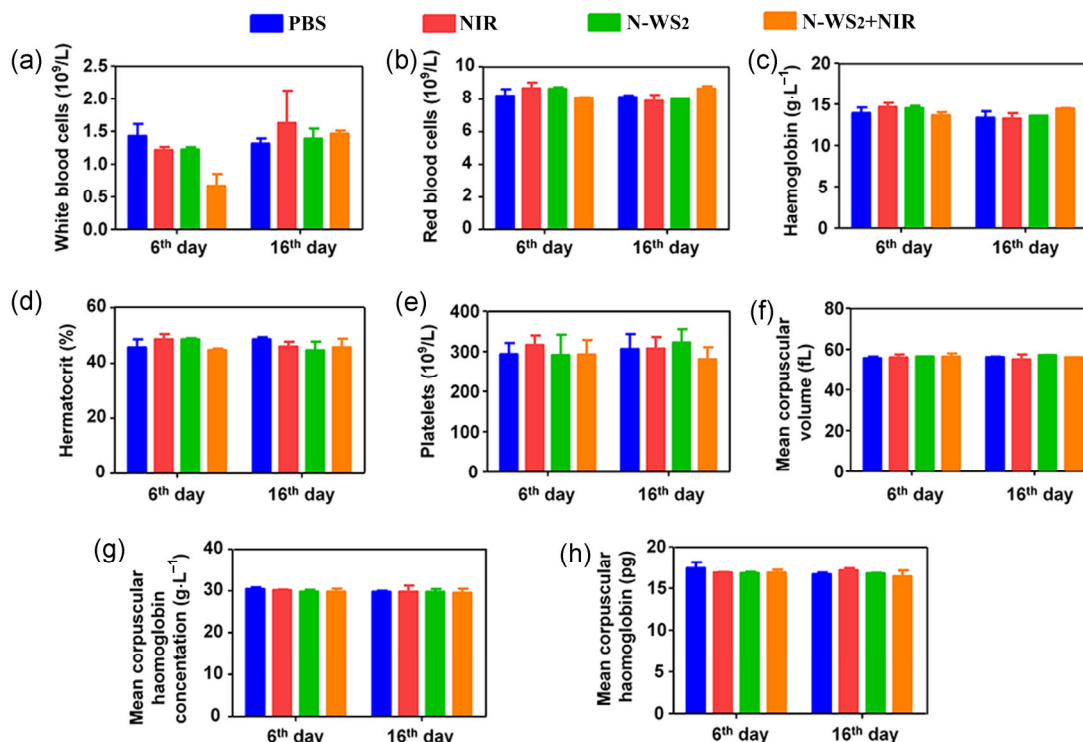 PBS NIR N-WS2 N-WS2+NIR
(a)
White blood cells (10⁹/L)
2.5
2.0
1.5
1.0
0.5
0.0
6th day 16th day
(b)
Red blood cells (10⁹/L)
10
8
6
4
2
0
6th day 16th day
(c)
Haemoglobin (g·L⁻¹)
20
15
10
5
0
6th day 16th day
(d)
Hermatocrit (%)
60
40
20
0
6th day 16th day
(e)
Platelets (10⁹/L)
400
300
200
100
0
6th day 16th day
(f)
Mean corpuscular
volume (fL)
80
60
40
20
0
6th day 16th day
(g)
Mean corpuscular
haomoglobin
concentation (g·L⁻¹)
40
30
20
10
0
6th day 16th day
(h)
Mean corpuscular
haomoglobin (pg)
20
15
10
5
0
6th day 16th day